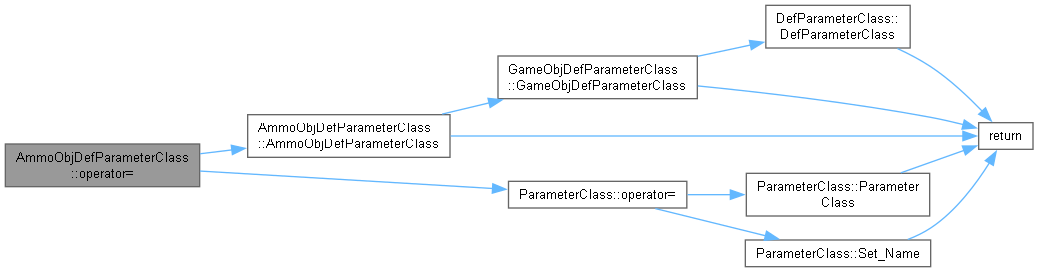 AmmoObjDefParameterClass
::operator=
AmmoObjDefParameterClass
::AmmoObjDefParameterClass
GameObjDefParameterClass
::GameObjDefParameterClass
DefParameterClass::
DefParameterClass
return
ParameterClass::operator=
ParameterClass::Parameter
Class
ParameterClass::Set_Name